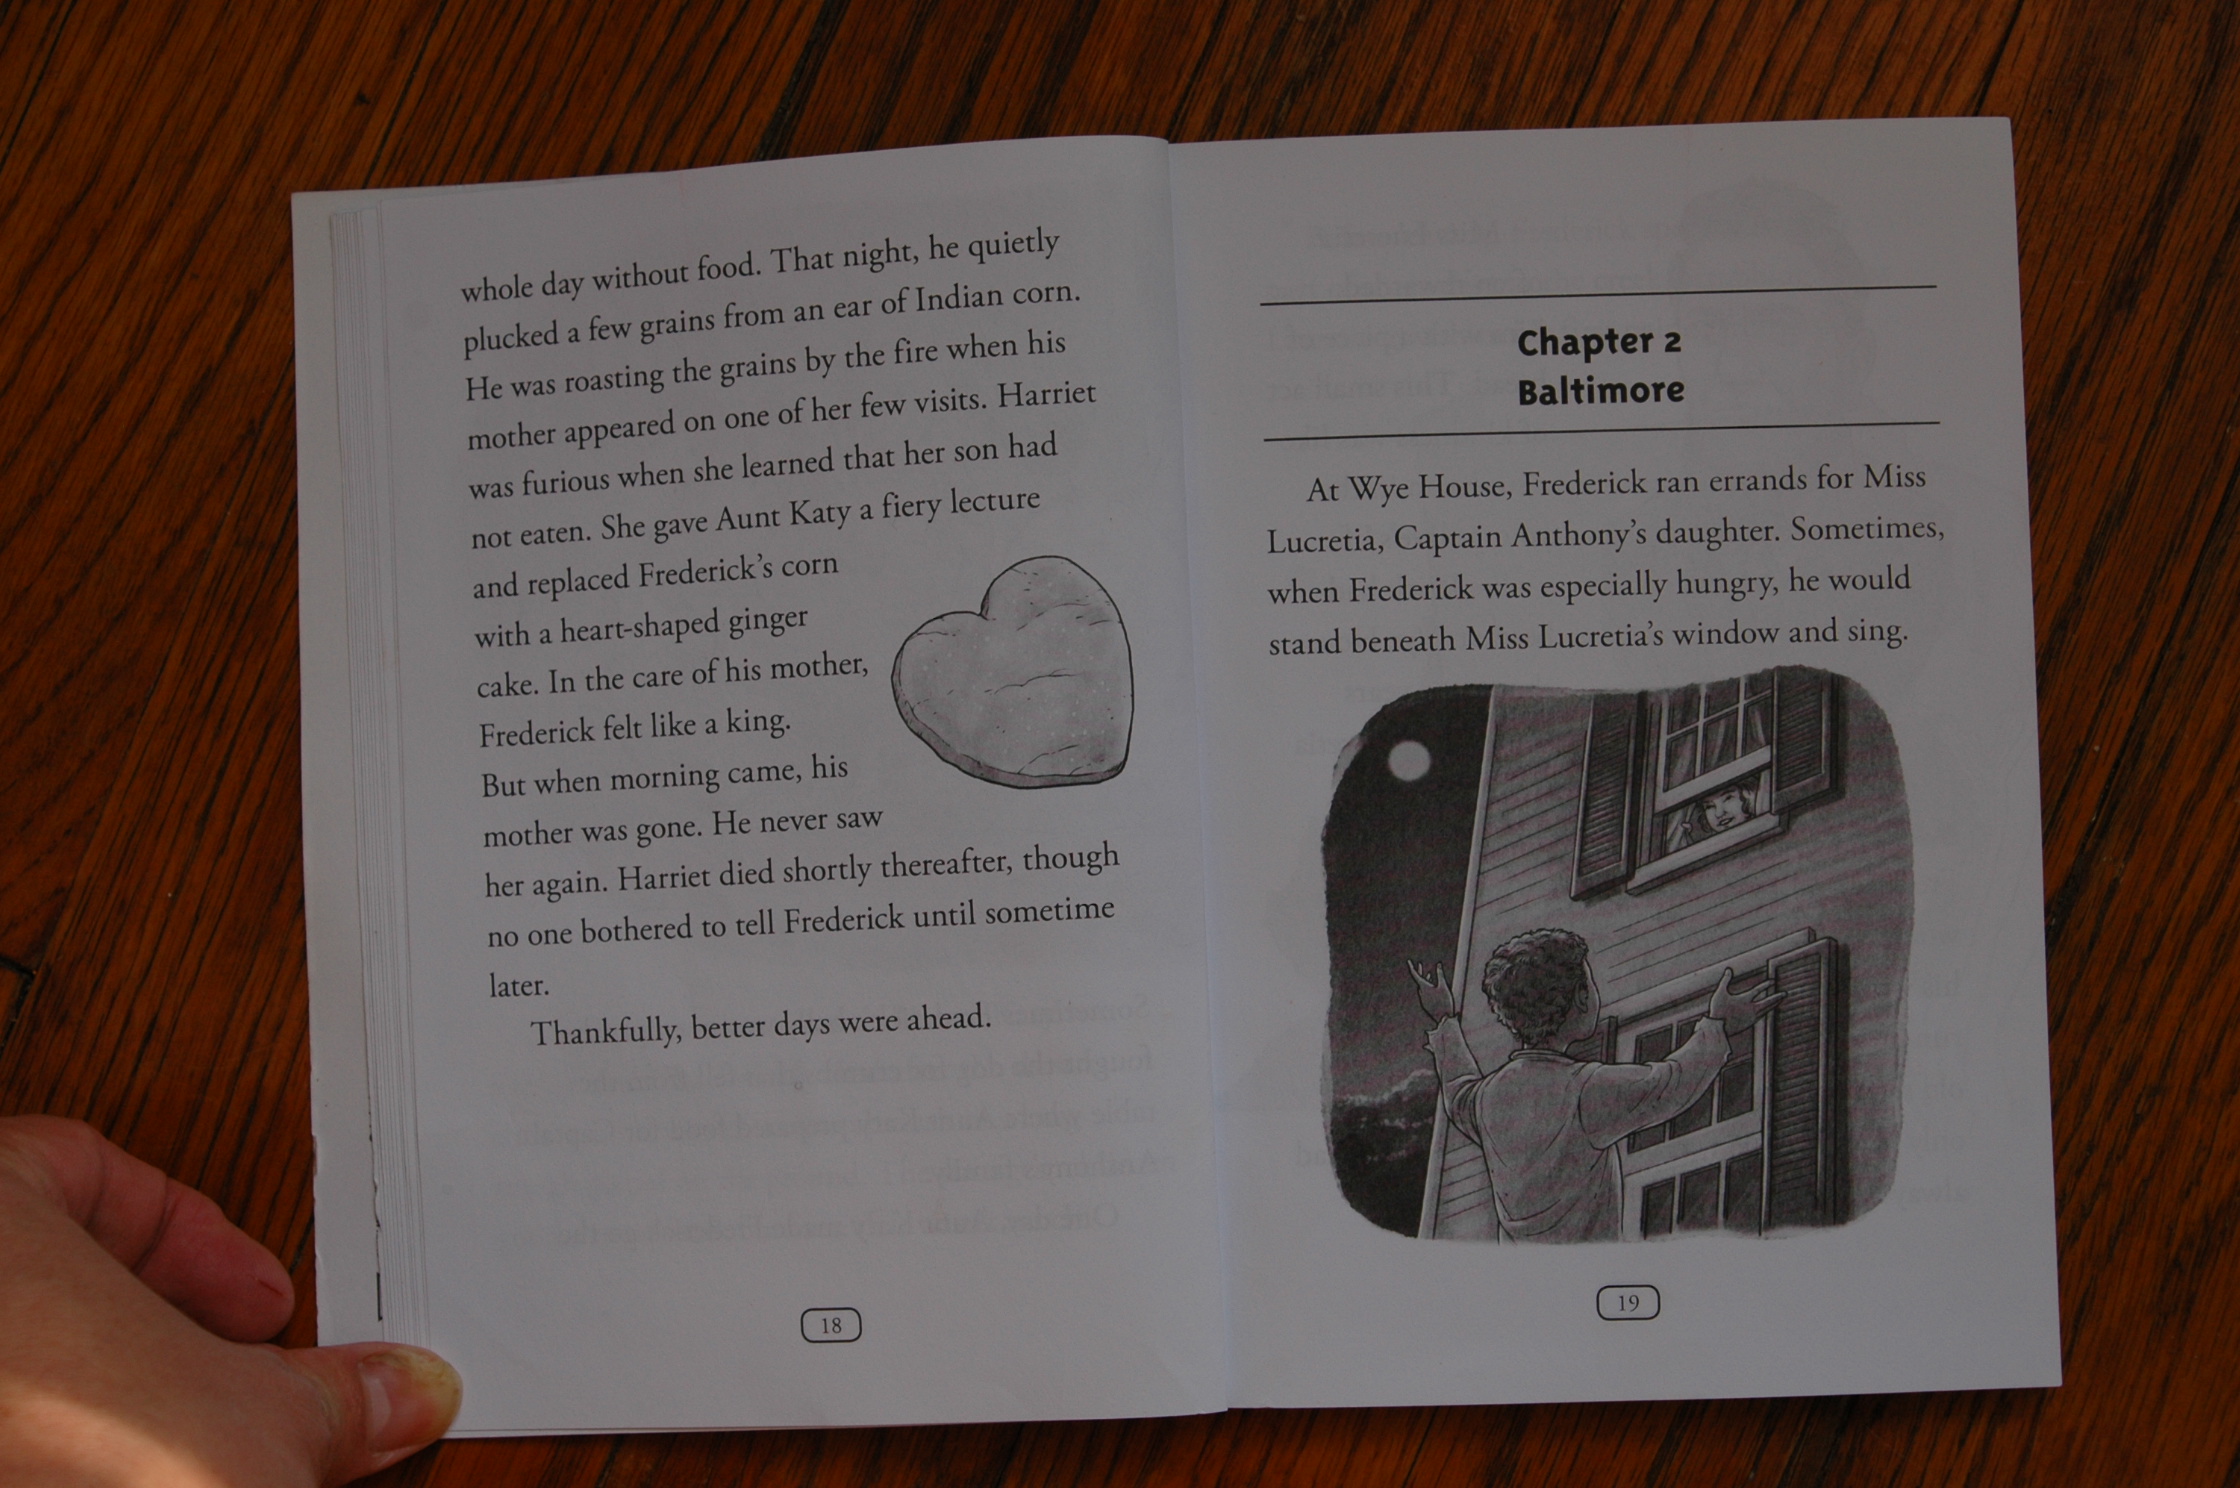 whole day without food. That night, he quietly
plucked a few grains from an ear of Indian corn.
He was roasting the grains by the fire when his
mother appeared on one of her few visits. Harriet
was furious when she learned that her son had
not eaten. She gave Aunt Katy a fiery lecture
and replaced Frederick's corn
with a heart-shaped ginger
cake. In the care of his mother,
Frederick felt like a king.
But when morning came, his
mother was gone. He never saw
her again. Harriet died shortly thereafter, though
no one bothered to tell Frederick until sometime
later.
Thankfully, better days were ahead.
18
Chapter 2
Baltimore
At Wye House, Frederick ran errands for Miss
Lucretia, Captain Anthony's daughter. Sometimes,
when Frederick was especially hungry, he would
stand beneath Miss Lucretia's window and sing.
19